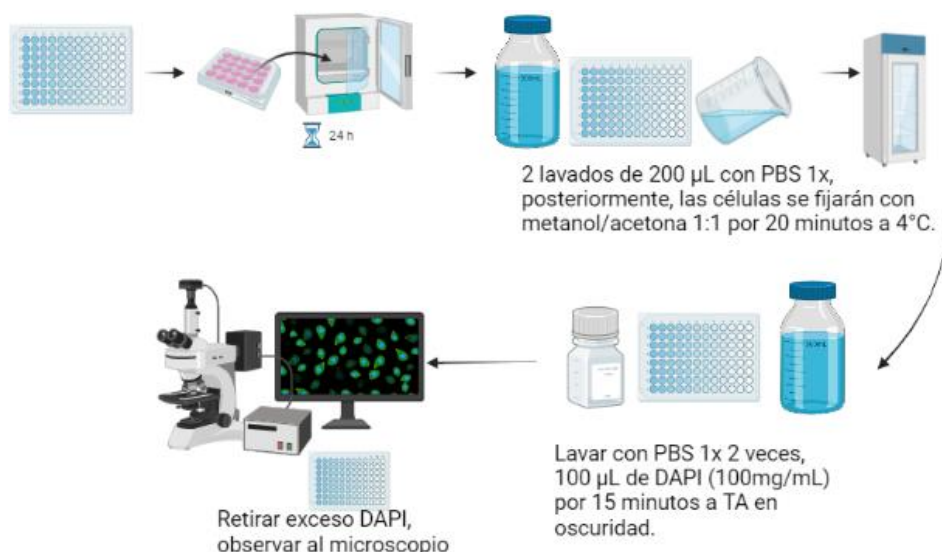 24 h
2 lavados de 200 µL con PBS 1x,
posteriormente, las células se fijarán con
metanol/acetona 1:1 por 20 minutos a 4°C.
Lavar con PBS 1x 2 veces,
100 µL de DAPI (100mg/mL)
por 15 minutos a TA en
oscuridad.
Retirar exceso DAPI,
observar al microscopio